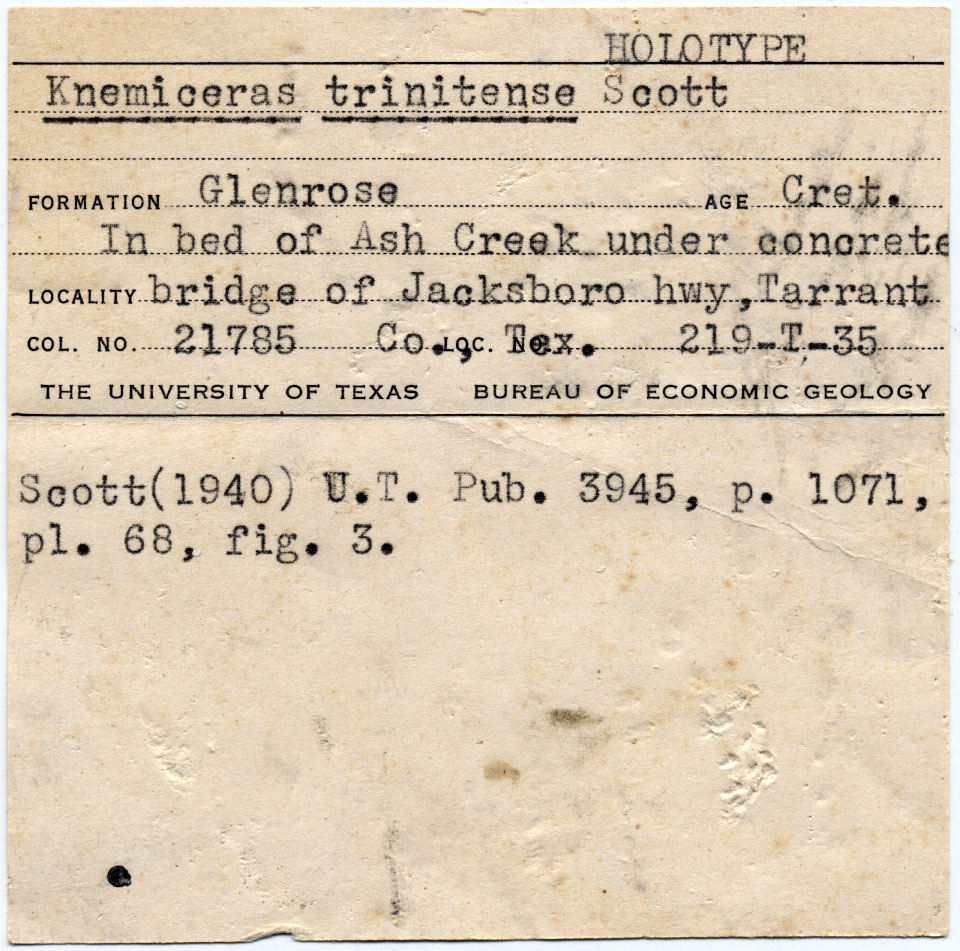 HOLOTYPE
Knemiceras trinitense Scott
FORMATION Glenrose AGE Cret.
In bed of Ash Creek under concrete
LOCALITY bridge of Jacksboro hwy, Tarrant
COL. NO. 21785 Co., LOC. No. Tex. 219-T-35
THE UNIVERSITY OF TEXAS BUREAU OF ECONOMIC GEOLOGY
Scott(1940) U.T. Pub. 3945, p. 1071,
pl. 68, fig. 3.